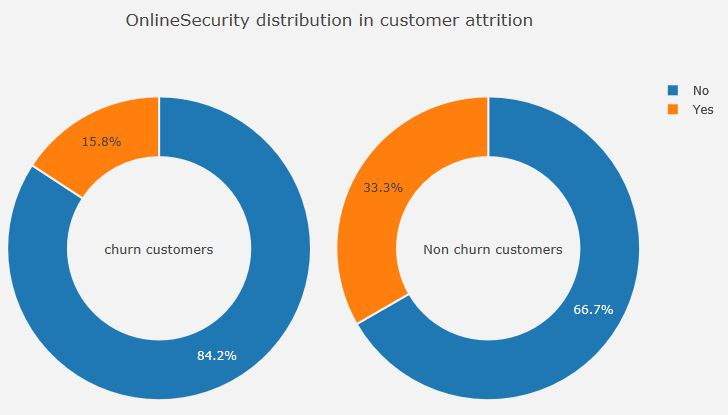 OnlineSecurity distribution in customer attrition
No
Yes
15.8%
churn customers
84.2%
33.3%
Non churn customers
66.7%